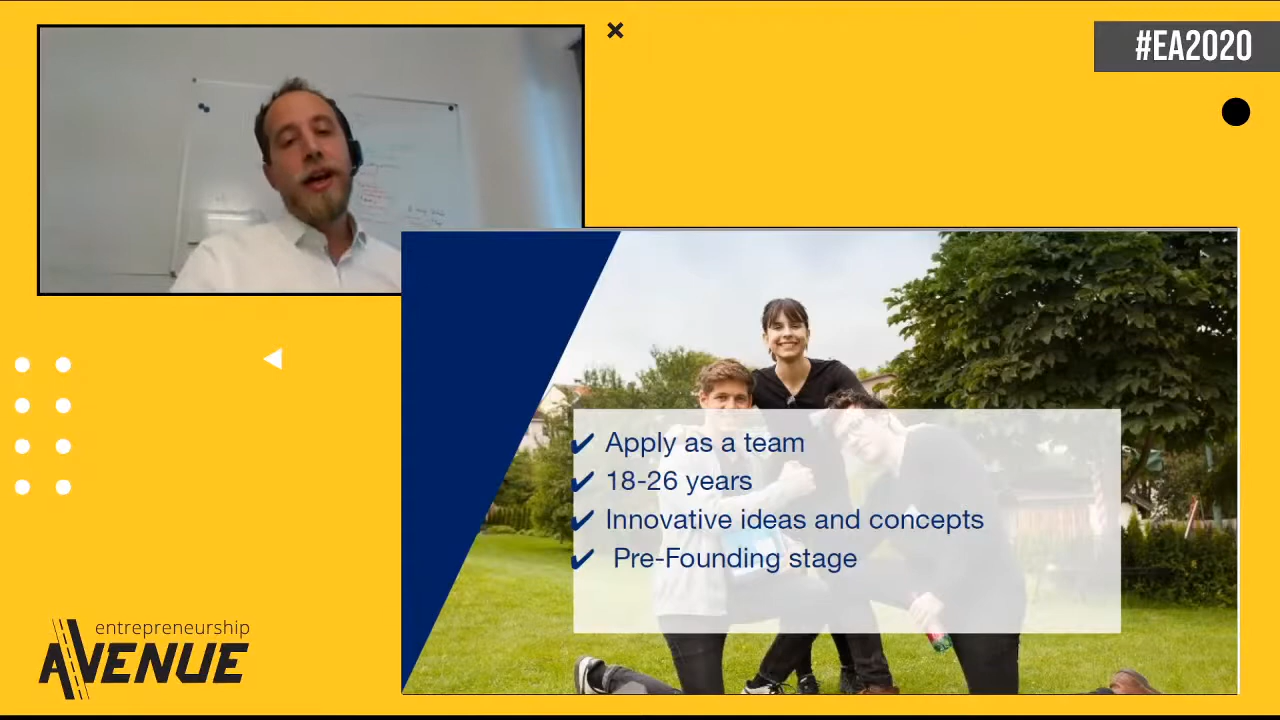 #EA2020
✔ Apply as a team
✔ 18-26 years
✔ Innovative ideas and concepts
✔ Pre-Founding stage
entrepreneurship
AVENUE